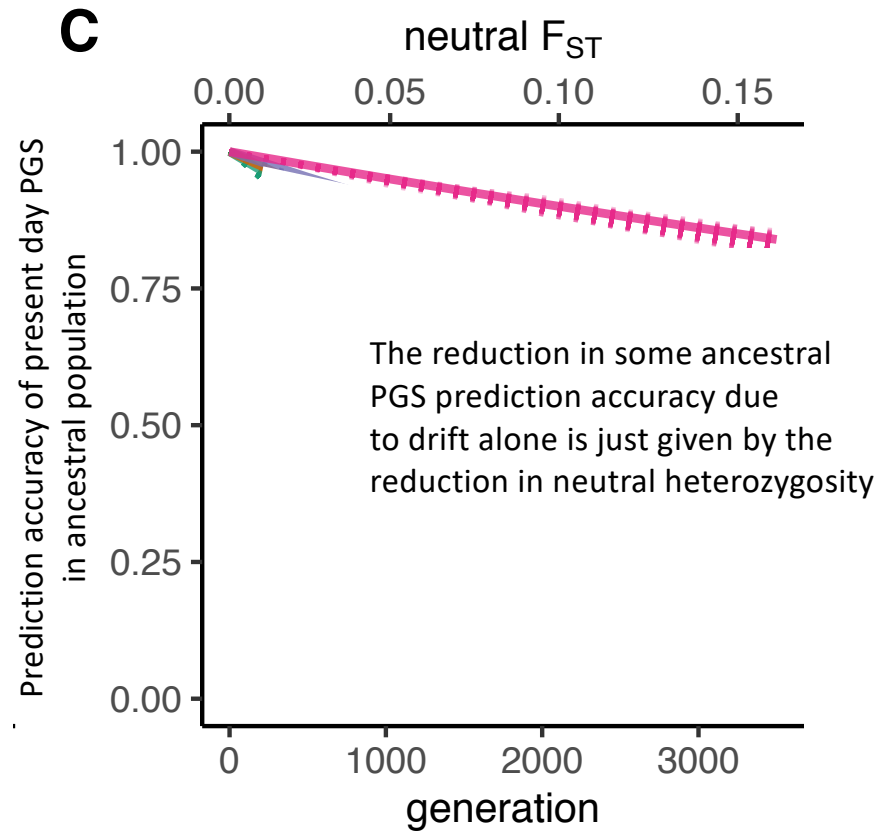 C
neutral FST
0.00 0.05 0.10 0.15
Prediction accuracy of present day PGS
in ancestral population
1.00
0.75
0.50
0.25
0.00
The reduction in some ancestral
PGS prediction accuracy due
to drift alone is just given by the
reduction in neutral heterozygosity
0 1000 2000 3000
generation